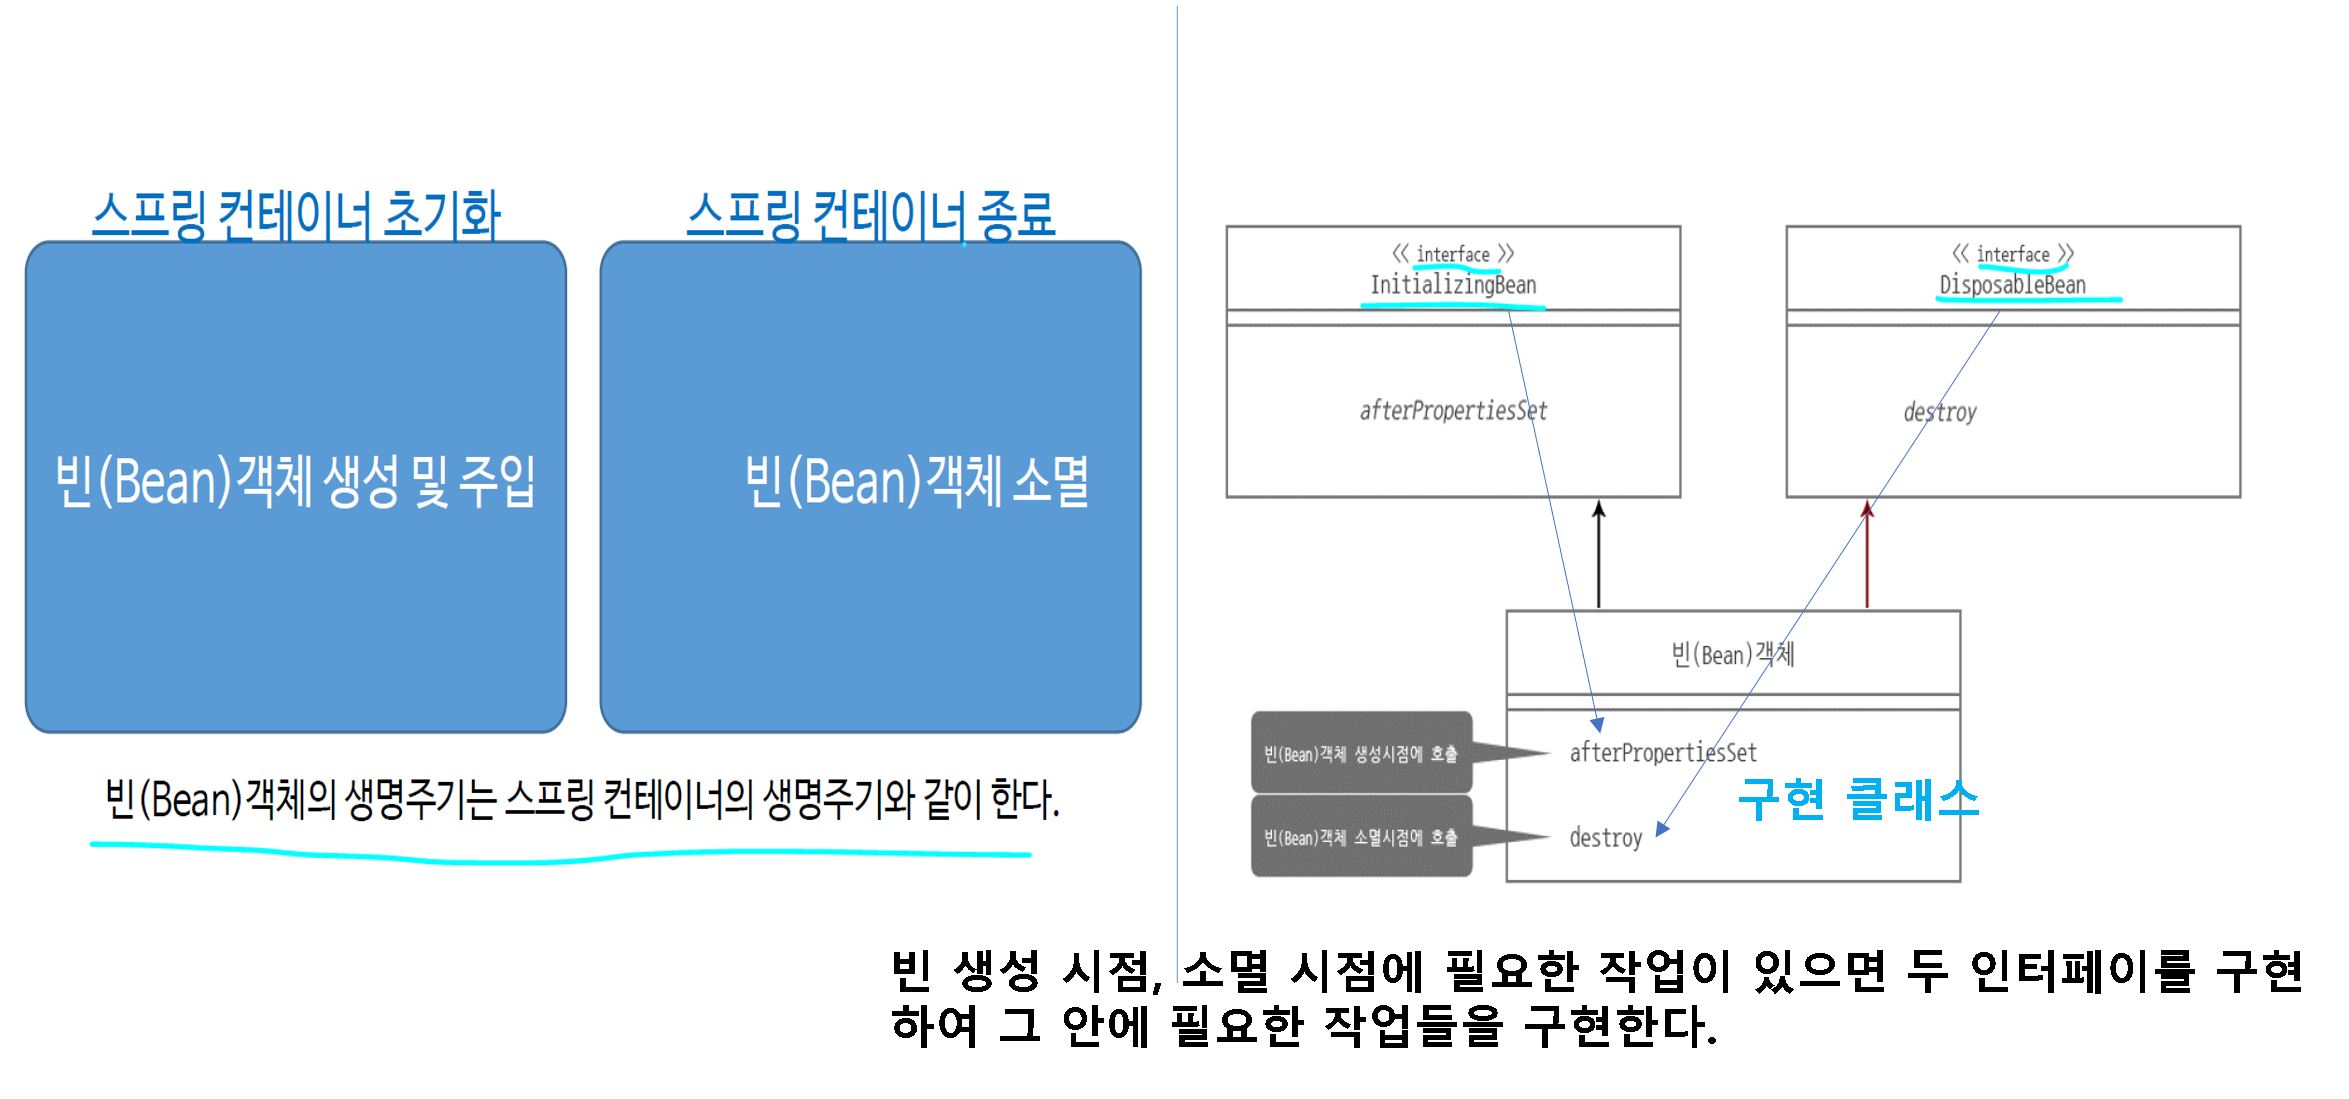 스프링 컨테이너 초기화
스프링 컨테이너 종료
빈(Bean)객체 생성 및 주입
빈(Bean)객체 소멸
빈(Bean)객체의 생명주기는 스프링 컨테이너의 생명주기와 같이 한다.
<< interface >>
InitializingBean
afterPropertiesSet
<< interface >>
DisposableBean
destroy
빈(Bean)객체
빈(Bean)객체 생성시점에 호출
afterPropertiesSet
구현 클래스
빈(Bean)객체 소멸시점에 호출
destroy
빈 생성 시점, 소멸 시점에 필요한 작업이 있으면 두 인터페이를 구현
하여 그 안에 필요한 작업들을 구현한다.